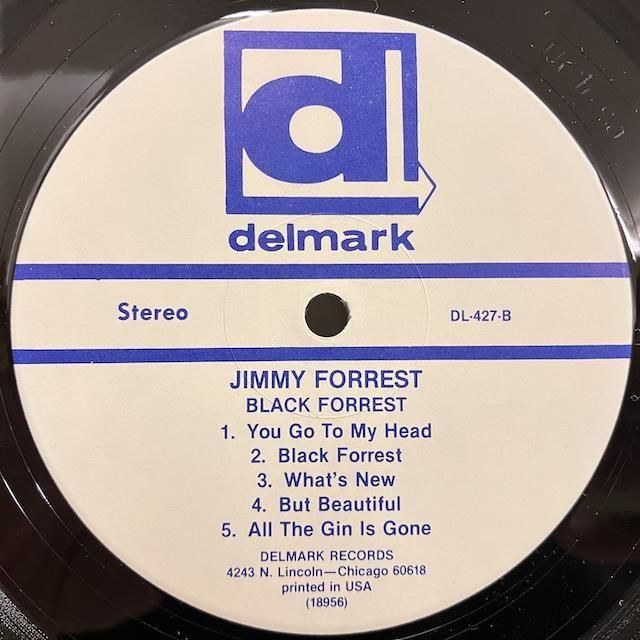 d
delmark
Stereo
DL-427-B
JIMMY FORREST
BLACK FORREST
1. You Go To My Head
2. Black Forrest
3. What's New
4. But Beautiful
5. All The Gin Is Gone
DELMARK RECORDS
4243 N. Lincoln—Chicago 60618
printed in USA
(18956)